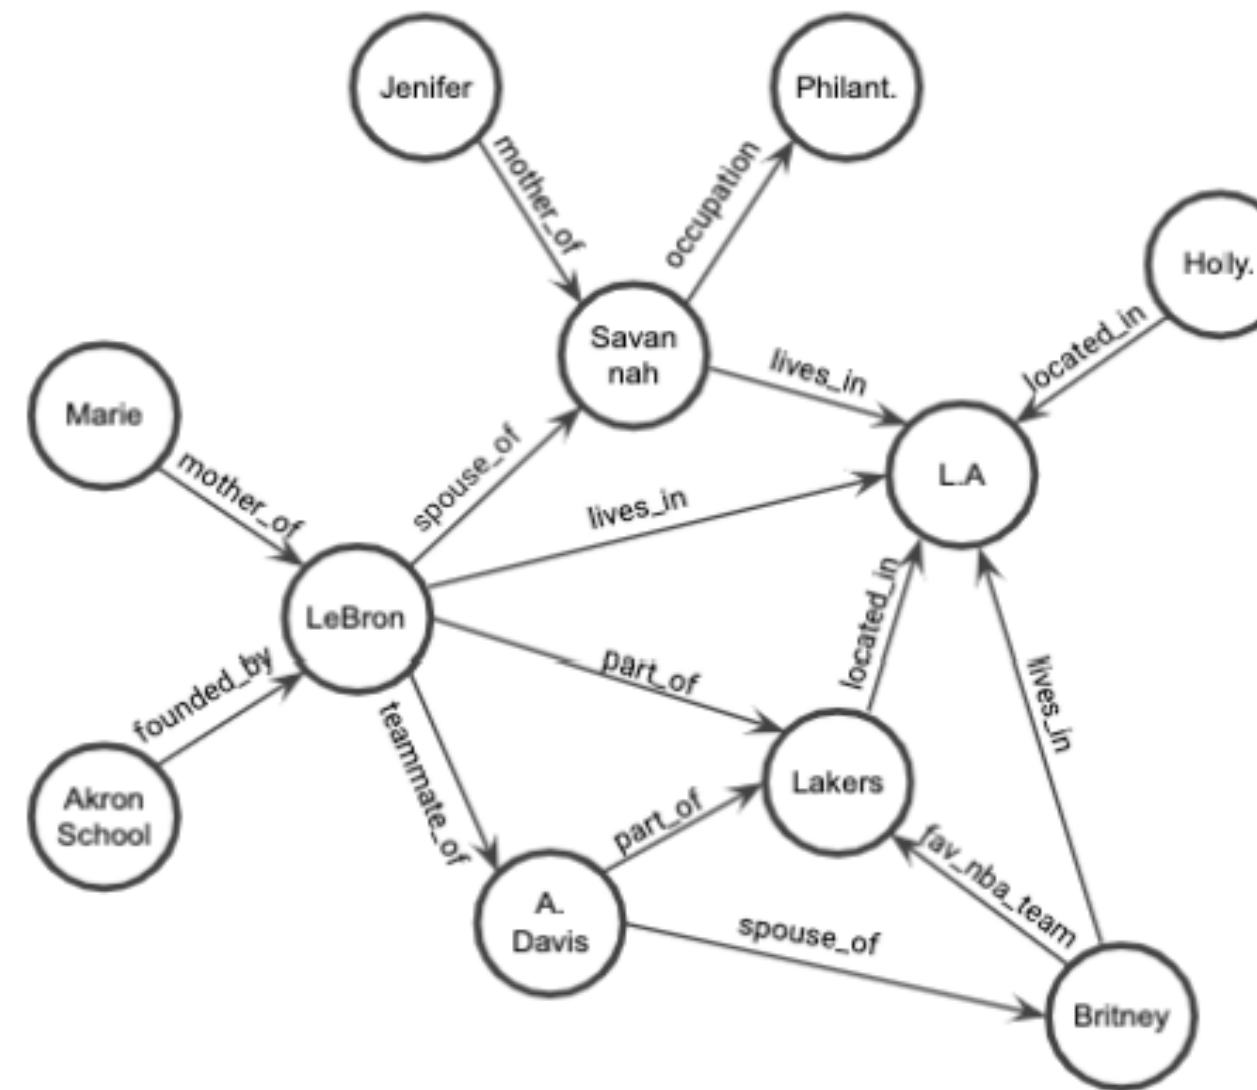 Jenifer
Philant.
mother_of
occupation
Holly.
Savan
nah
located_in
lives_in
Marie
mother_of
spouse_of
L.A
lives_in
LeBron
located_in
founded_by
part_of
lives_in
teammate_of
Akron
School
Lakers
part_of
fav_nba_team
A.
Davis
spouse_of
Britney